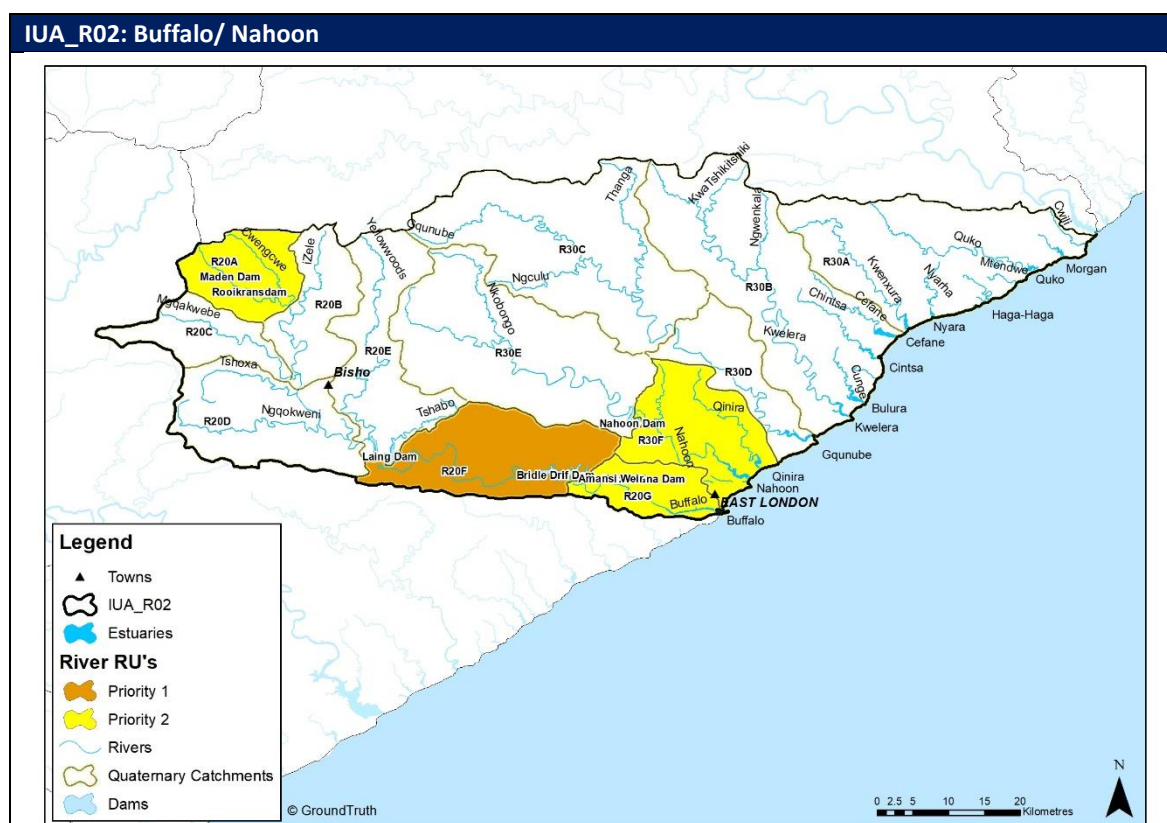 IUA_R02: Buffalo/ Nahoon
Thanga
KwaTshikitshiki
Ngwenkala
Cwili
Cwengcwe
iZele
Yellowwoods
Gqunube
R30C
Quko
R20A
R30A
Kwenxura
Mtendwe
Morgan
Maden Dam
Rooikransdam
Ngculu
Nkobongo
R30B
Nyarha
Quko
R20B
Chintsa
Cefane
Haga-Haga
Mgqakwebe
Nyara
R20C
Kwelera
Cefane
R20E
R30E
Tshoxa
Bisho
R30D
Cintsa
Cunge
Ngqokweni
Qinira
Bulura
R20D
Tshabo
Nahoon Dam
Kwelera
R30F
Nahoon
Gqunube
Laing Dam
R20F
Bridle Drif Dam
Qinira
R20G
Nahoon
Buffalo
EAST LONDON
Buffalo
Legend
Towns
IUA_R02
Estuaries
River RU's
Priority 1
Priority 2
Rivers
Quaternary Catchments
Dams
© GroundTruth
N
0 2.5 5 10 15 20
Kilometres